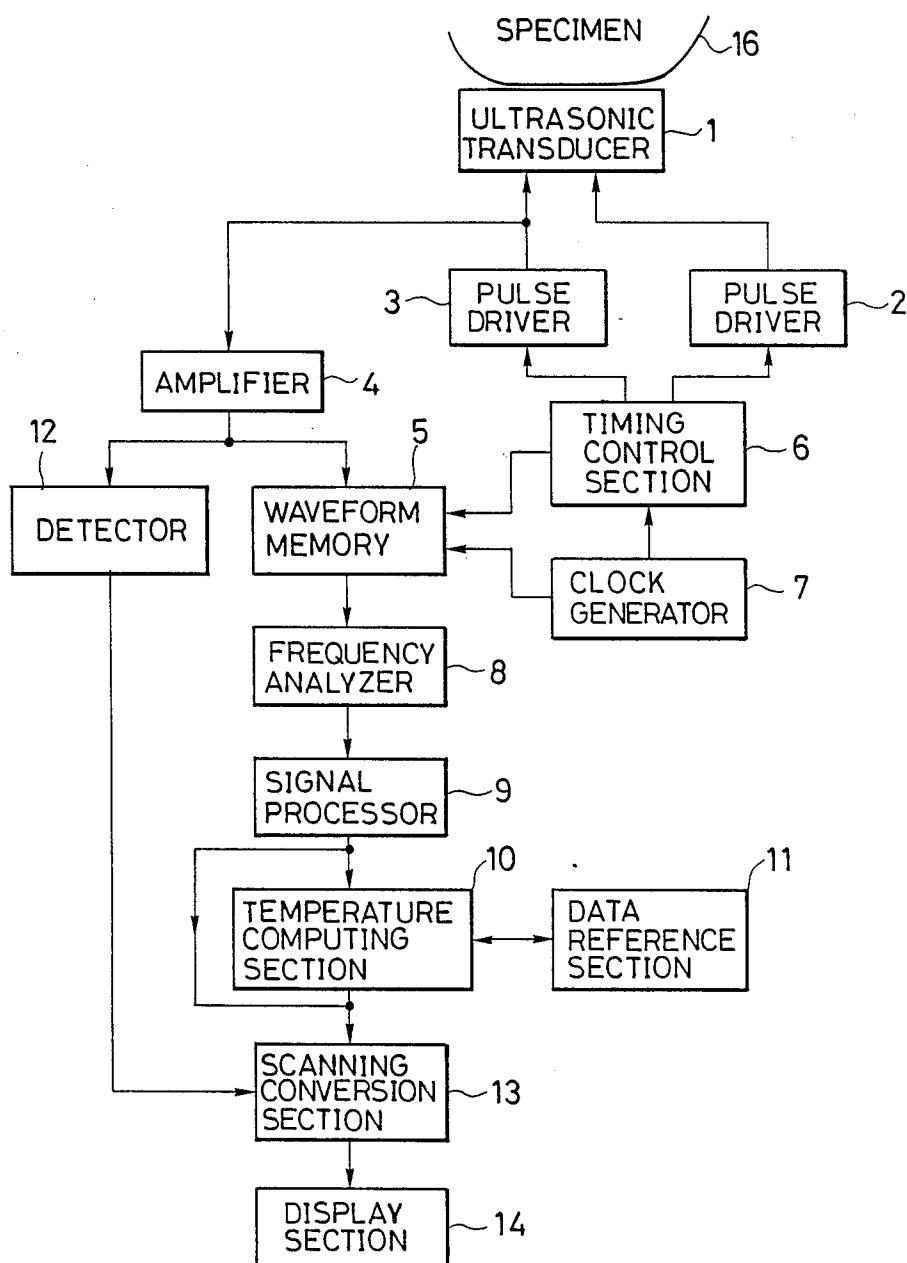 SPECIMEN
16
ULTRASONIC
TRANSDUCER
1
3
PULSE
DRIVER
PULSE
DRIVER
2
AMPLIFIER
4
12
5
TIMING
CONTROL
SECTION
6
DETECTOR
WAVEFORM
MEMORY
CLOCK
GENERATOR
7
FREQUENCY
ANALYZER
8
SIGNAL
PROCESSOR
9
10
11
TEMPERATURE
COMPUTING
SECTION
DATA
REFERENCE
SECTION
SCANNING
CONVERSION
SECTION
13
DISPLAY
SECTION
14